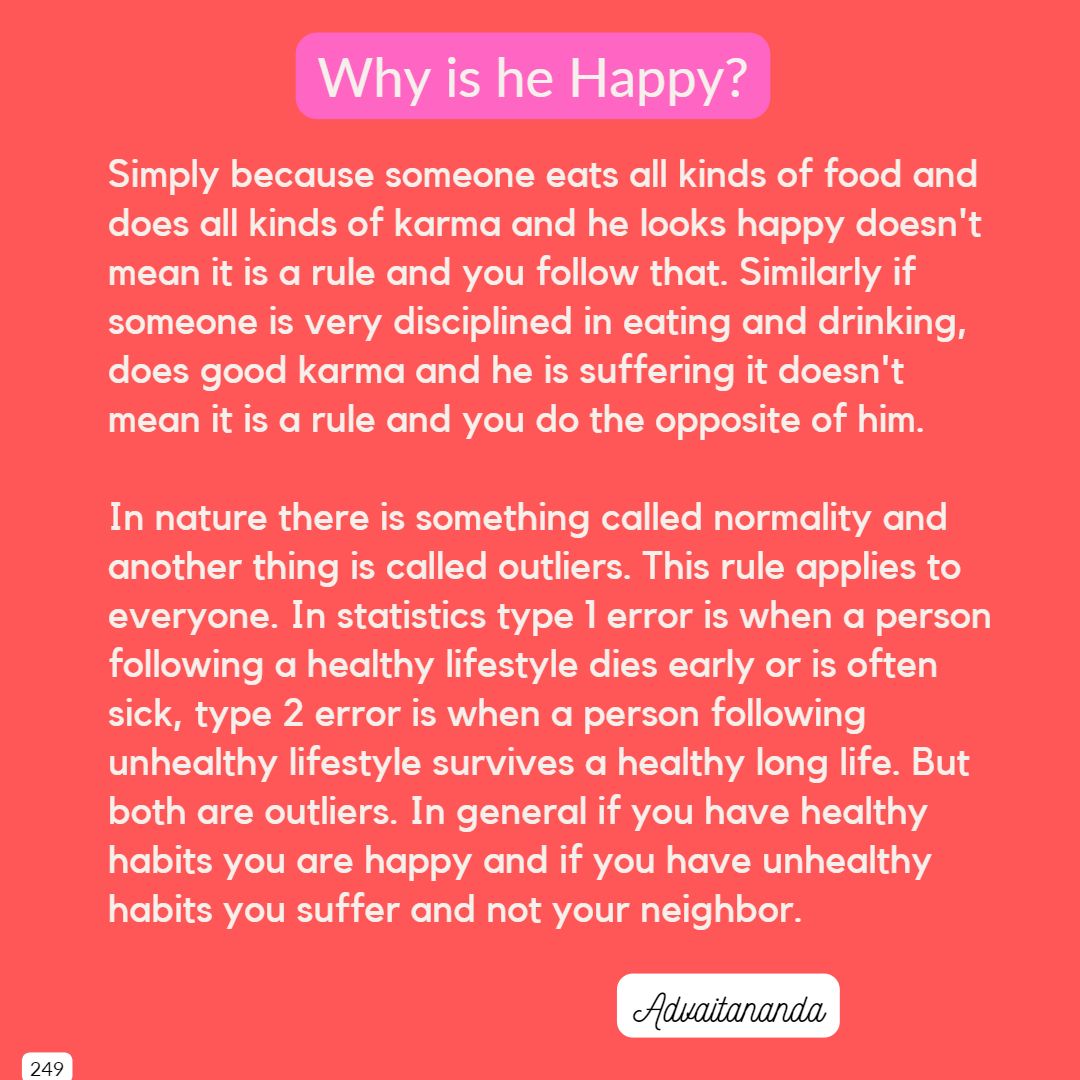 Why is he Happy?
Simply because someone eats all kinds of food and
does all kinds of karma and he looks happy doesn't
mean it is a rule and you follow that. Similarly if
someone is very disciplined in eating and drinking,
does good karma and he is suffering it doesn't
mean it is a rule and you do the opposite of him.
In nature there is something called normality and
another thing is called outliers. This rule applies to
everyone. In statistics type 1 error is when a person
following a healthy lifestyle dies early or is often
sick, type 2 error is when a person following
unhealthy lifestyle survives a healthy long life. But
both are outliers. In general if you have healthy
habits you are happy and if you have unhealthy
habits you suffer and not your neighbor.
Advaitananda
249